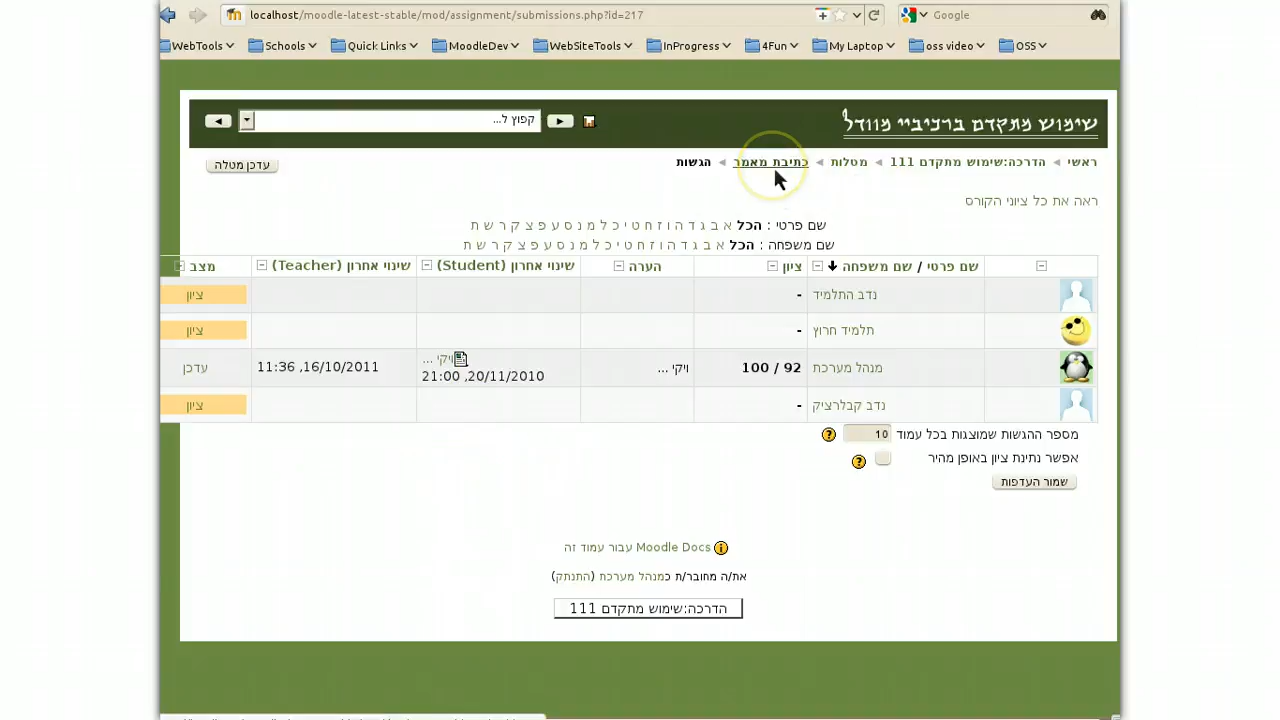 localhost/moodle-latest-stable/mod/assignment/submissions.php?id=217
Google
WebTools Schools Quick Links MoodleDev WebSiteTools InProgress 4Fun My Laptop oss video OSS
שימוש מתקדם ברכיביי מוודל
קפוץ ל...
ראשי ◄ הדרכה:שימוש מתקדם 111 ◄ מטלות ◄ כתיבת מאמר ◄ הגשות
עדכן מטלה
ראה את כל ציוני הקורס
שם פרטי : הכל א ב ג ד ה ו ז ח ט י כ ל מ נ ס ע פ צ ק ר ש ת
שם משפחה : הכל א ב ג ד ה ו ז ח ט י כ ל מ נ ס ע פ צ ק ר ש ת
שם פרטי / שם משפחה ציון הערה שינוי אחרון (Student) שינוי אחרון (Teacher) מצב
נדב התלמיד - ציון
תלמיד חרוץ - ציון
מנהל מערכת 92 / 100 ויקי ... ויקי ... 20/11/2010, 21:00 16/10/2011, 11:36 עדכן
נדב קבלרציק - ציון
מספר ההגשות שמוצגות בכל עמוד 10
אפשר נתינת ציון באופן מהיר
שמור העדפות
Moodle Docs עבור עמוד זה
את/ה מחובר/ת כמנהל מערכת (התנתק)
הדרכה:שימוש מתקדם 111